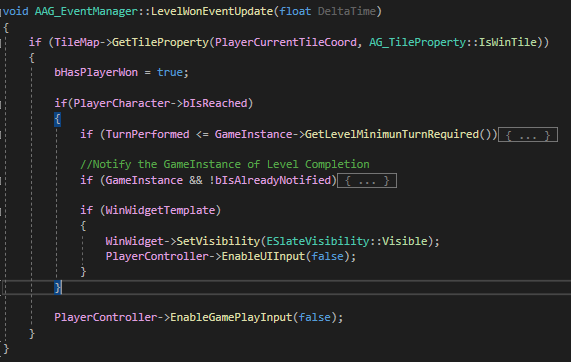 void AAG_EventManager::LevelWonEventUpdate(float DeltaTime)
{
if (TileMap->GetTileProperty(PlayerCurrentTileCoord, AG_TileProperty::IsWinTile))
{
bHasPlayerWon = true;
if(PlayerCharacter->bIsReached)
{
if (TurnPerformed <= GameInstance->GetLevelMinimunTurnRequired()){ ... }
//Notify the GameInstance of Level Completion
if (GameInstance && !bIsAlreadyNotified){ ... }
if (WinWidgetTemplate)
{
WinWidget->SetVisibility(ESlateVisibility::Visible);
PlayerController->EnableUIInput(false);
}
}
PlayerController->EnableGamePlayInput(false);
}
}